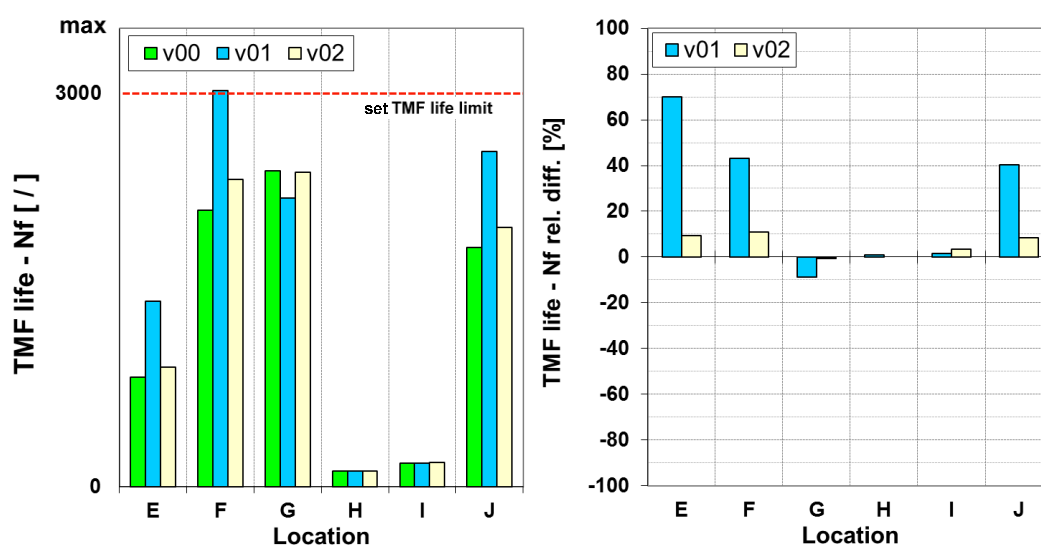 max
v00 v01 v02
3000
set TMF life limit
TMF life - Nf [ / ]
0
E F G H I J
Location
v01 v02
TMF life - Nf rel. diff. [%]
100
80
60
40
20
0
-20
-40
-60
-80
-100
E F G H I J
Location